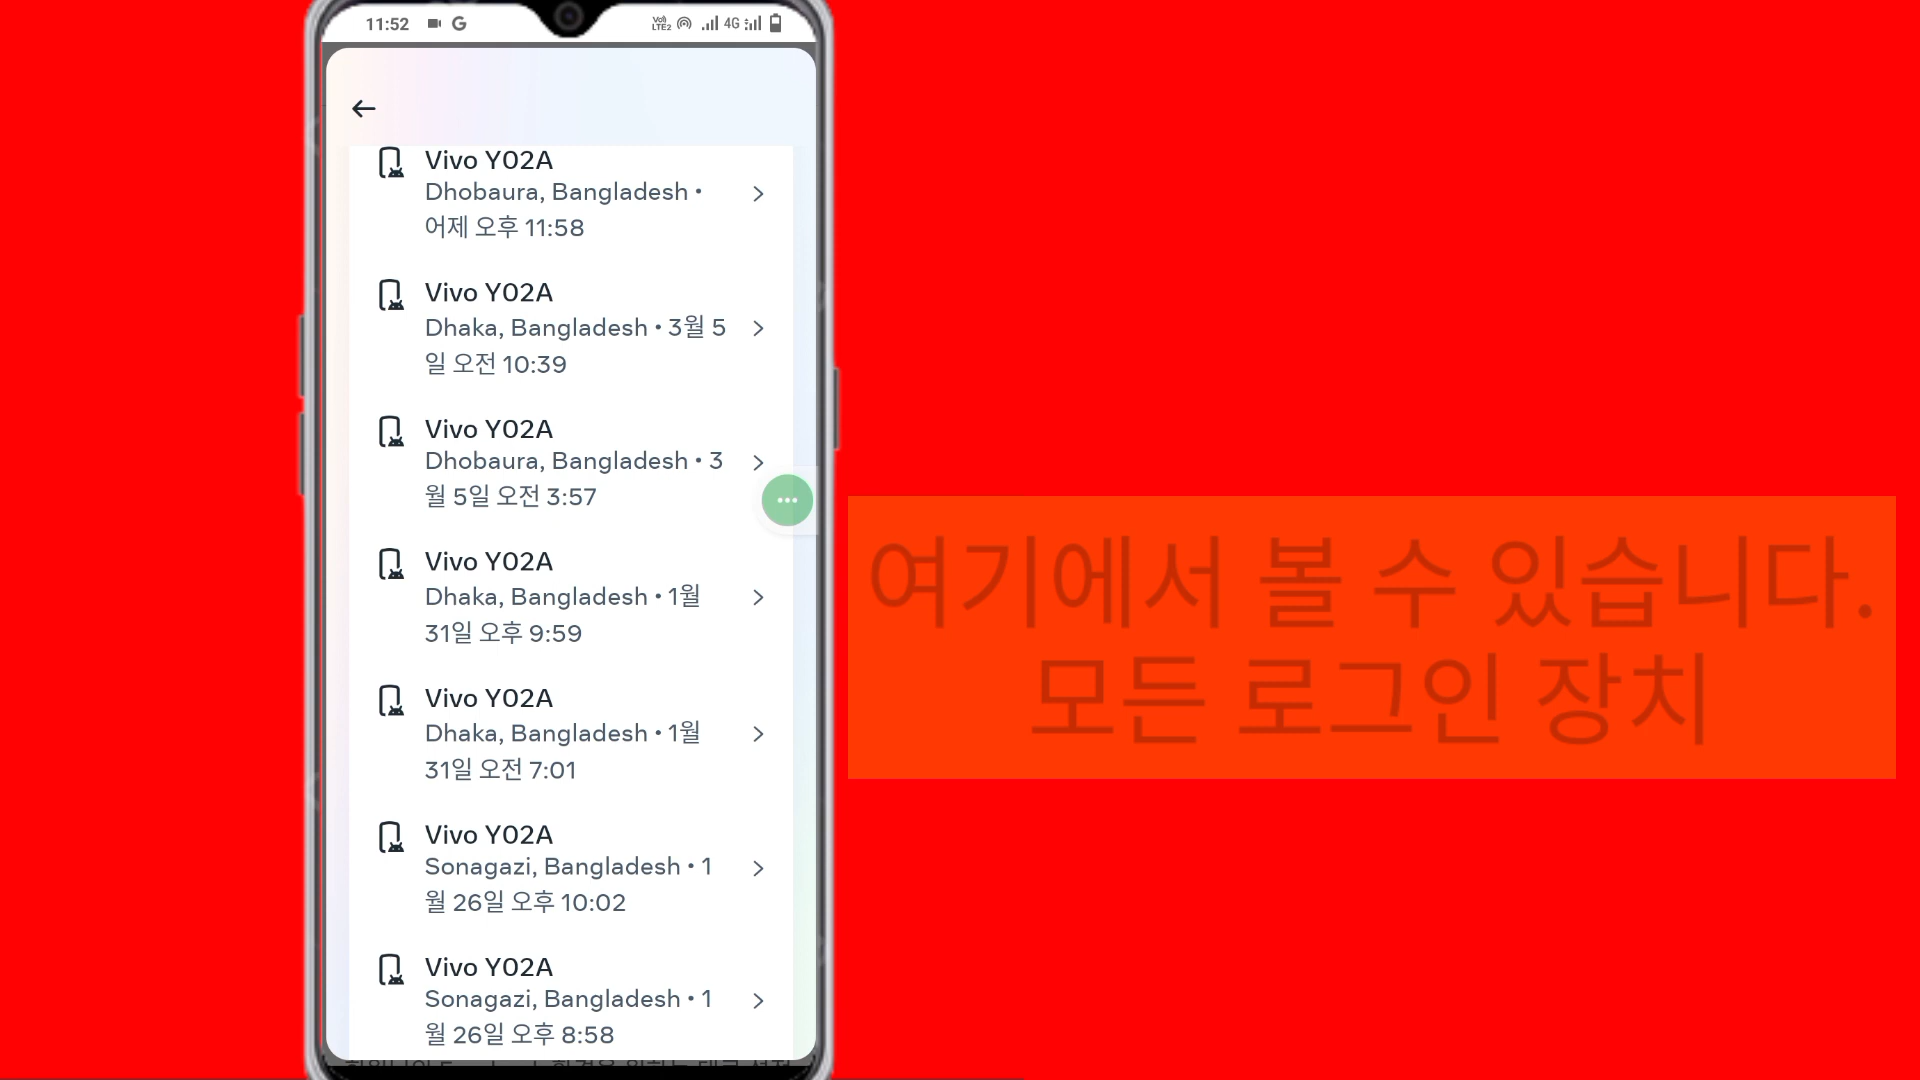 11:52
VoI) LTE2 4G
Vivo Y02A
Dhobaura, Bangladesh •
어제 오후 11:58
Vivo Y02A
Dhaka, Bangladesh • 3월 5
일 오전 10:39
Vivo Y02A
Dhobaura, Bangladesh • 3
월 5일 오전 3:57
Vivo Y02A
Dhaka, Bangladesh • 1월
31일 오후 9:59
Vivo Y02A
Dhaka, Bangladesh • 1월
31일 오전 7:01
Vivo Y02A
Sonagazi, Bangladesh • 1
월 26일 오후 10:02
Vivo Y02A
Sonagazi, Bangladesh • 1
월 26일 오후 8:58
여기에서 볼 수 있습니다.
모든 로그인 장치